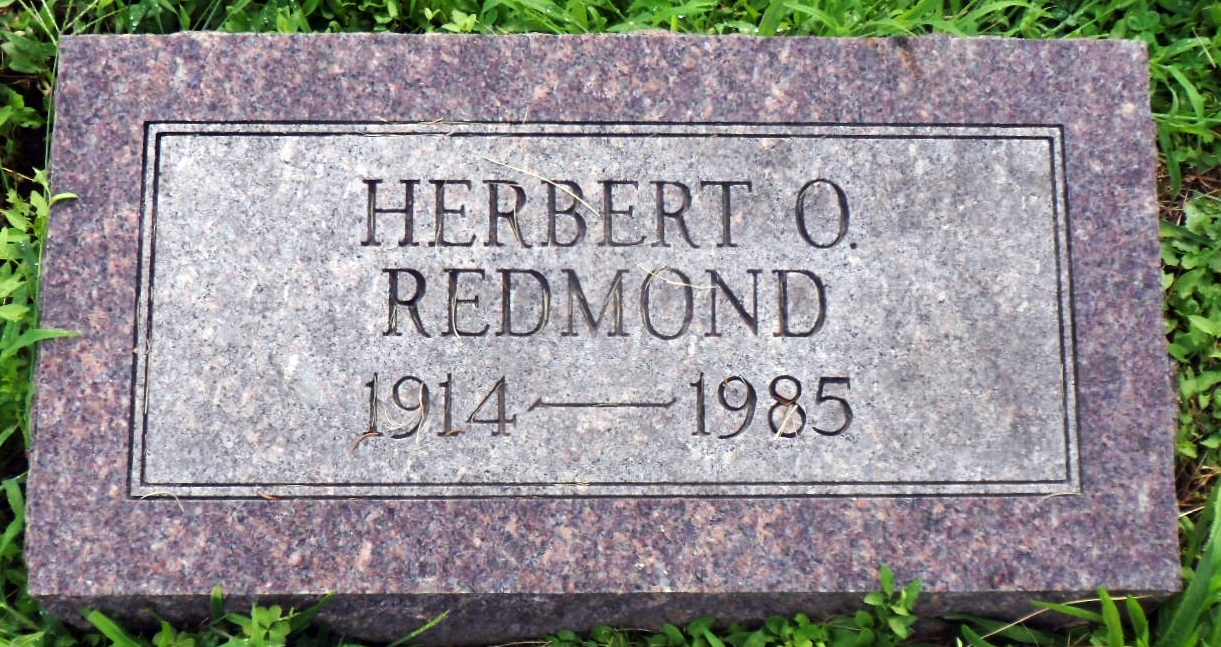 HERBERT O.
REDMOND
1914—1985